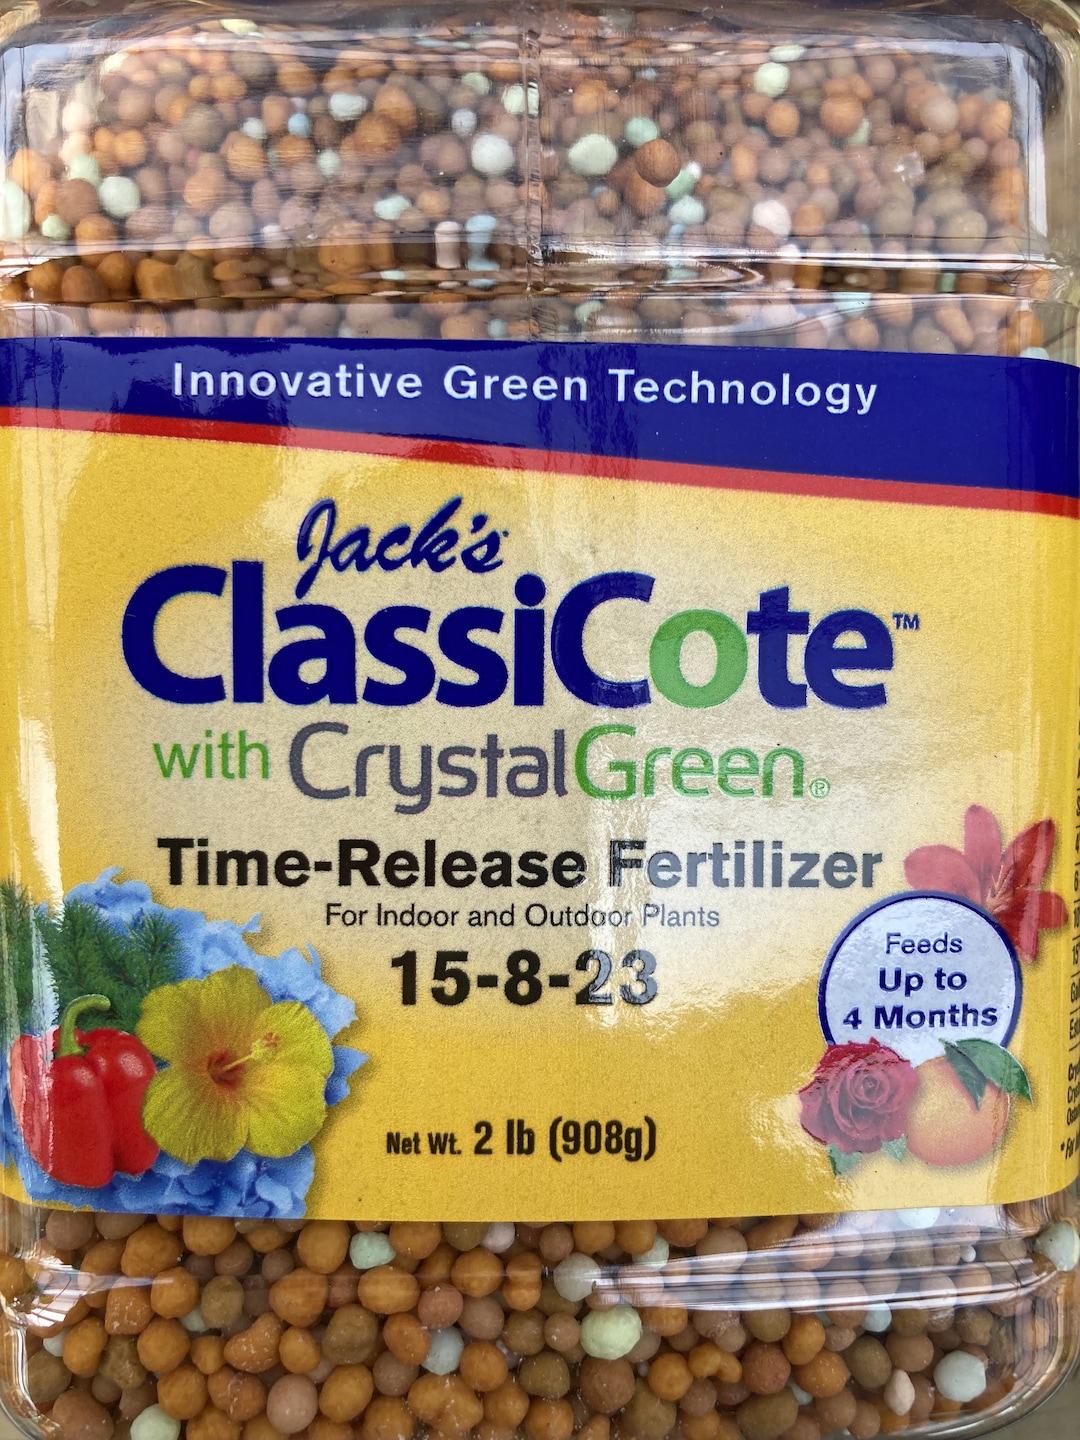 Innovative Green Technology
Jack's
ClassiCote™
with CrystalGreen®
Time-Release Fertilizer
For Indoor and Outdoor Plants
15-8-23
Feeds
Up to
4 Months
Net Wt. 2 lb (908g)